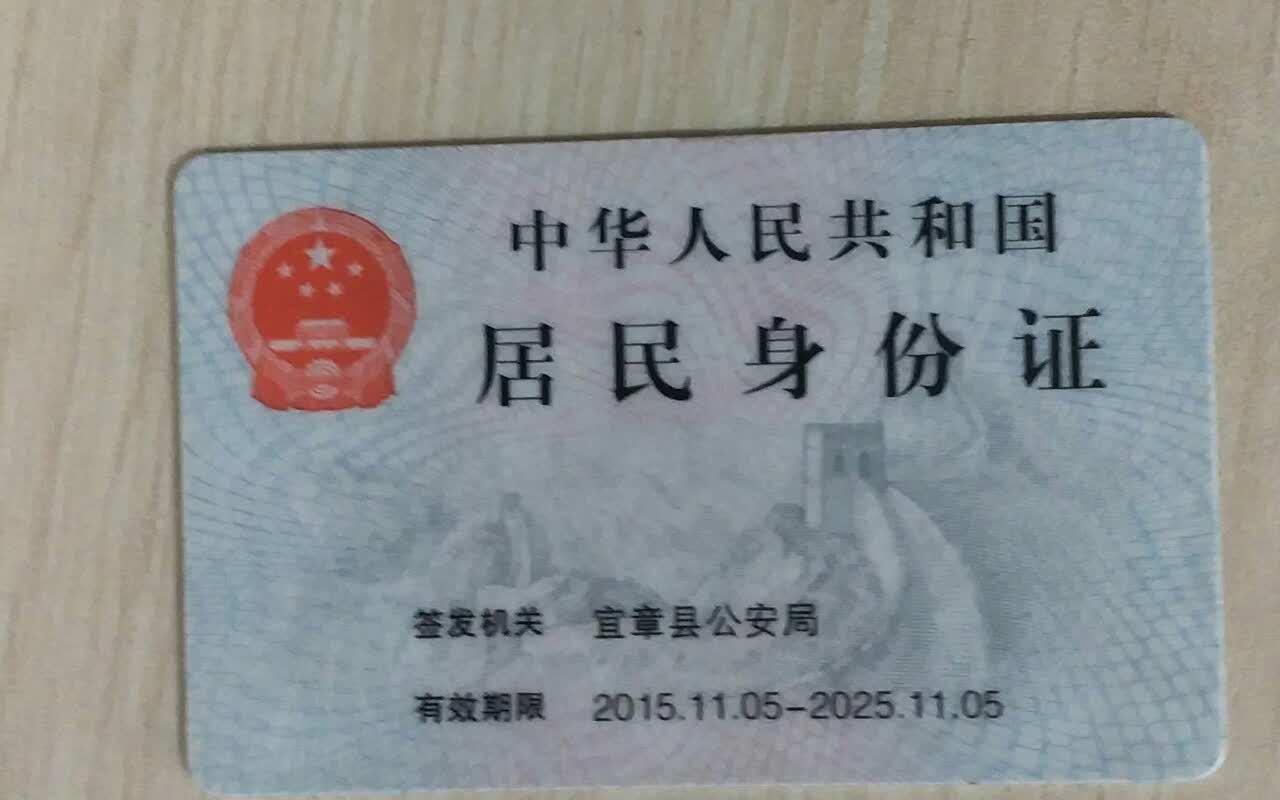 中华人民共和国
居民身份证
签发机关 宜章县公安局
有效期限 2015.11.05-2025.11.05